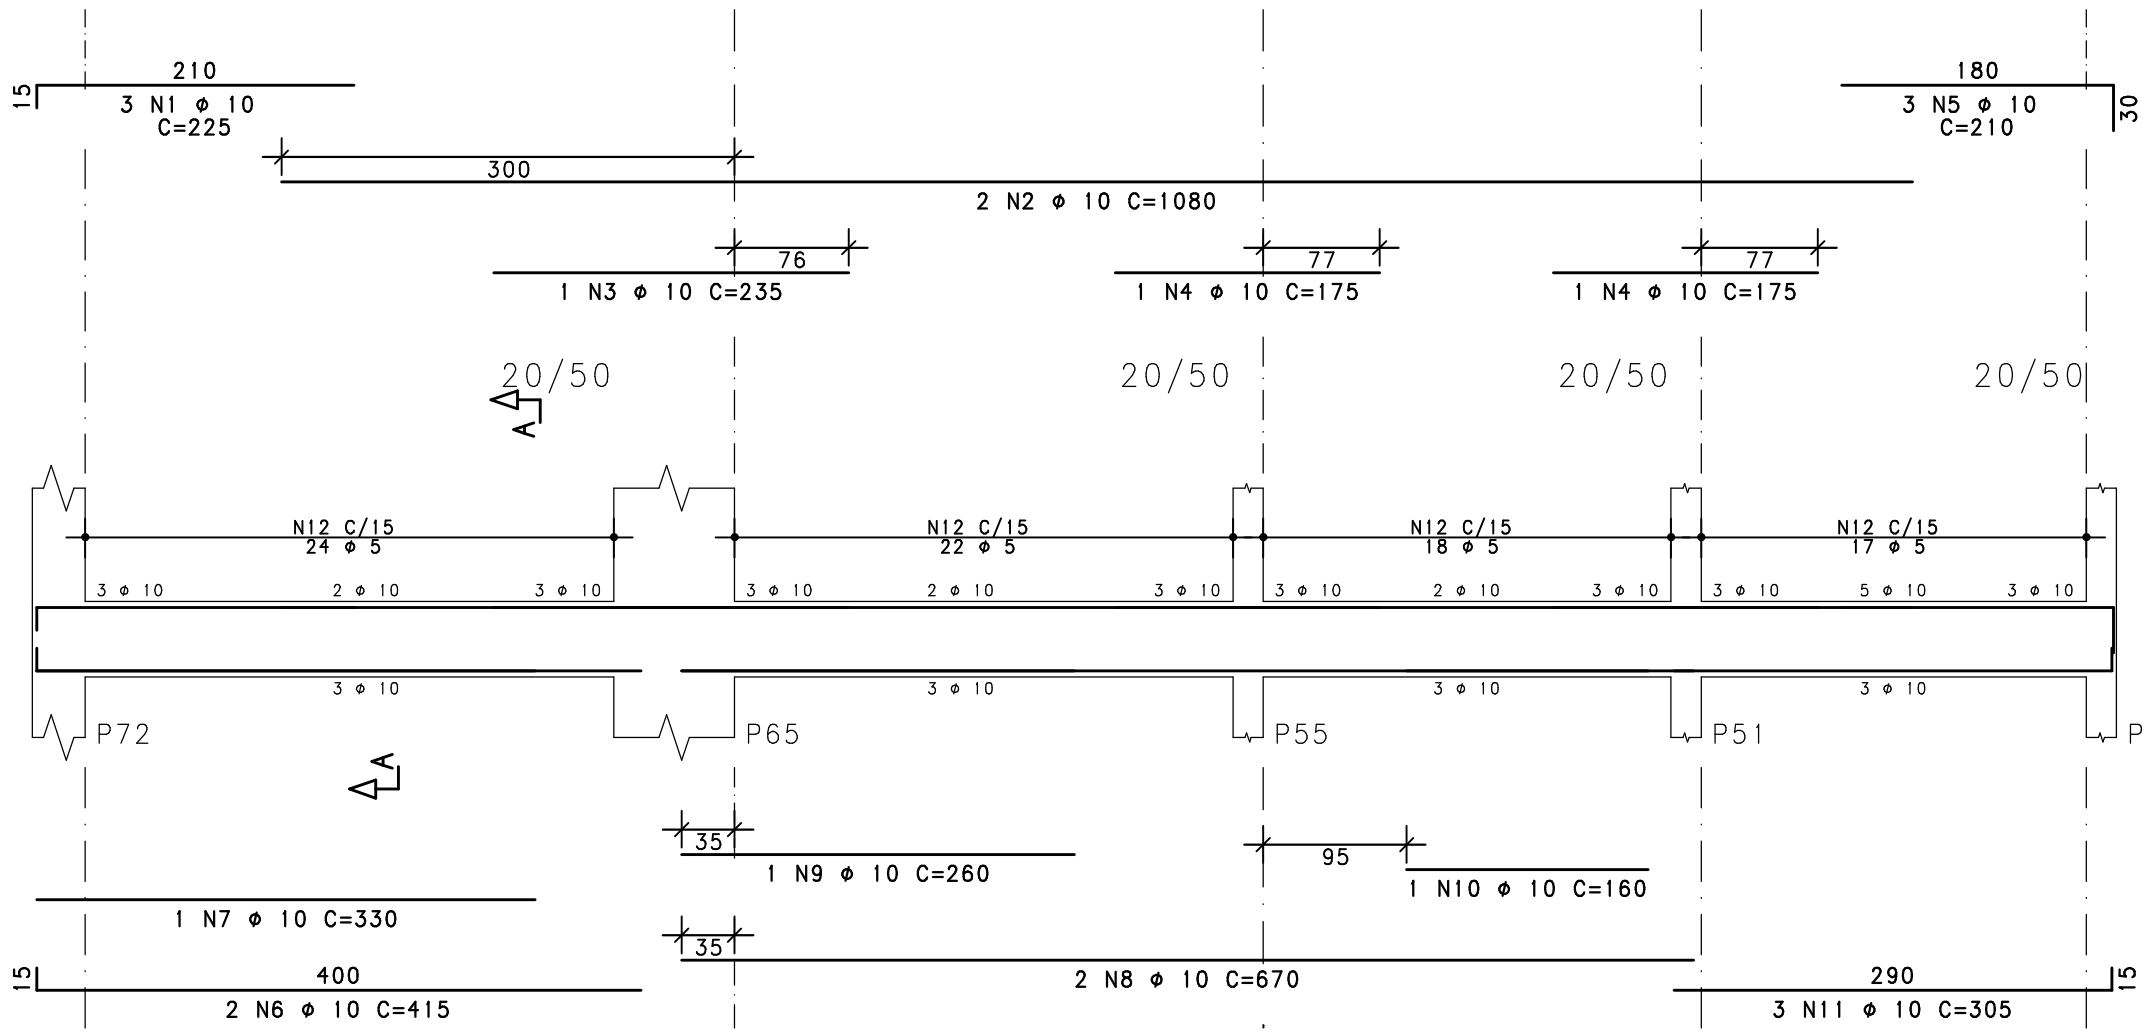 210
180
15
3 N1 ø 10
C=225
3 N5 ø 10
C=210
30
300
2 N2 ø 10 C=1080
76
77
77
1 N3 ø 10 C=235
1 N4 ø 10 C=175
1 N4 ø 10 C=175
20/50
20/50
20/50
20/50
A
N12 C/15
24 ø 5
N12 C/15
22 ø 5
N12 C/15
18 ø 5
N12 C/15
17 ø 5
3 ø 10
2 ø 10
3 ø 10
3 ø 10
2 ø 10
3 ø 10
3 ø 10
2 ø 10
3 ø 10
3 ø 10
5 ø 10
3 ø 10
3 ø 10
3 ø 10
3 ø 10
3 ø 10
P72
P65
P55
P51
P
A
35
95
1 N9 ø 10 C=260
1 N10 ø 10 C=160
1 N7 ø 10 C=330
35
15
400
2 N8 ø 10 C=670
290
15
2 N6 ø 10 C=415
3 N11 ø 10 C=305